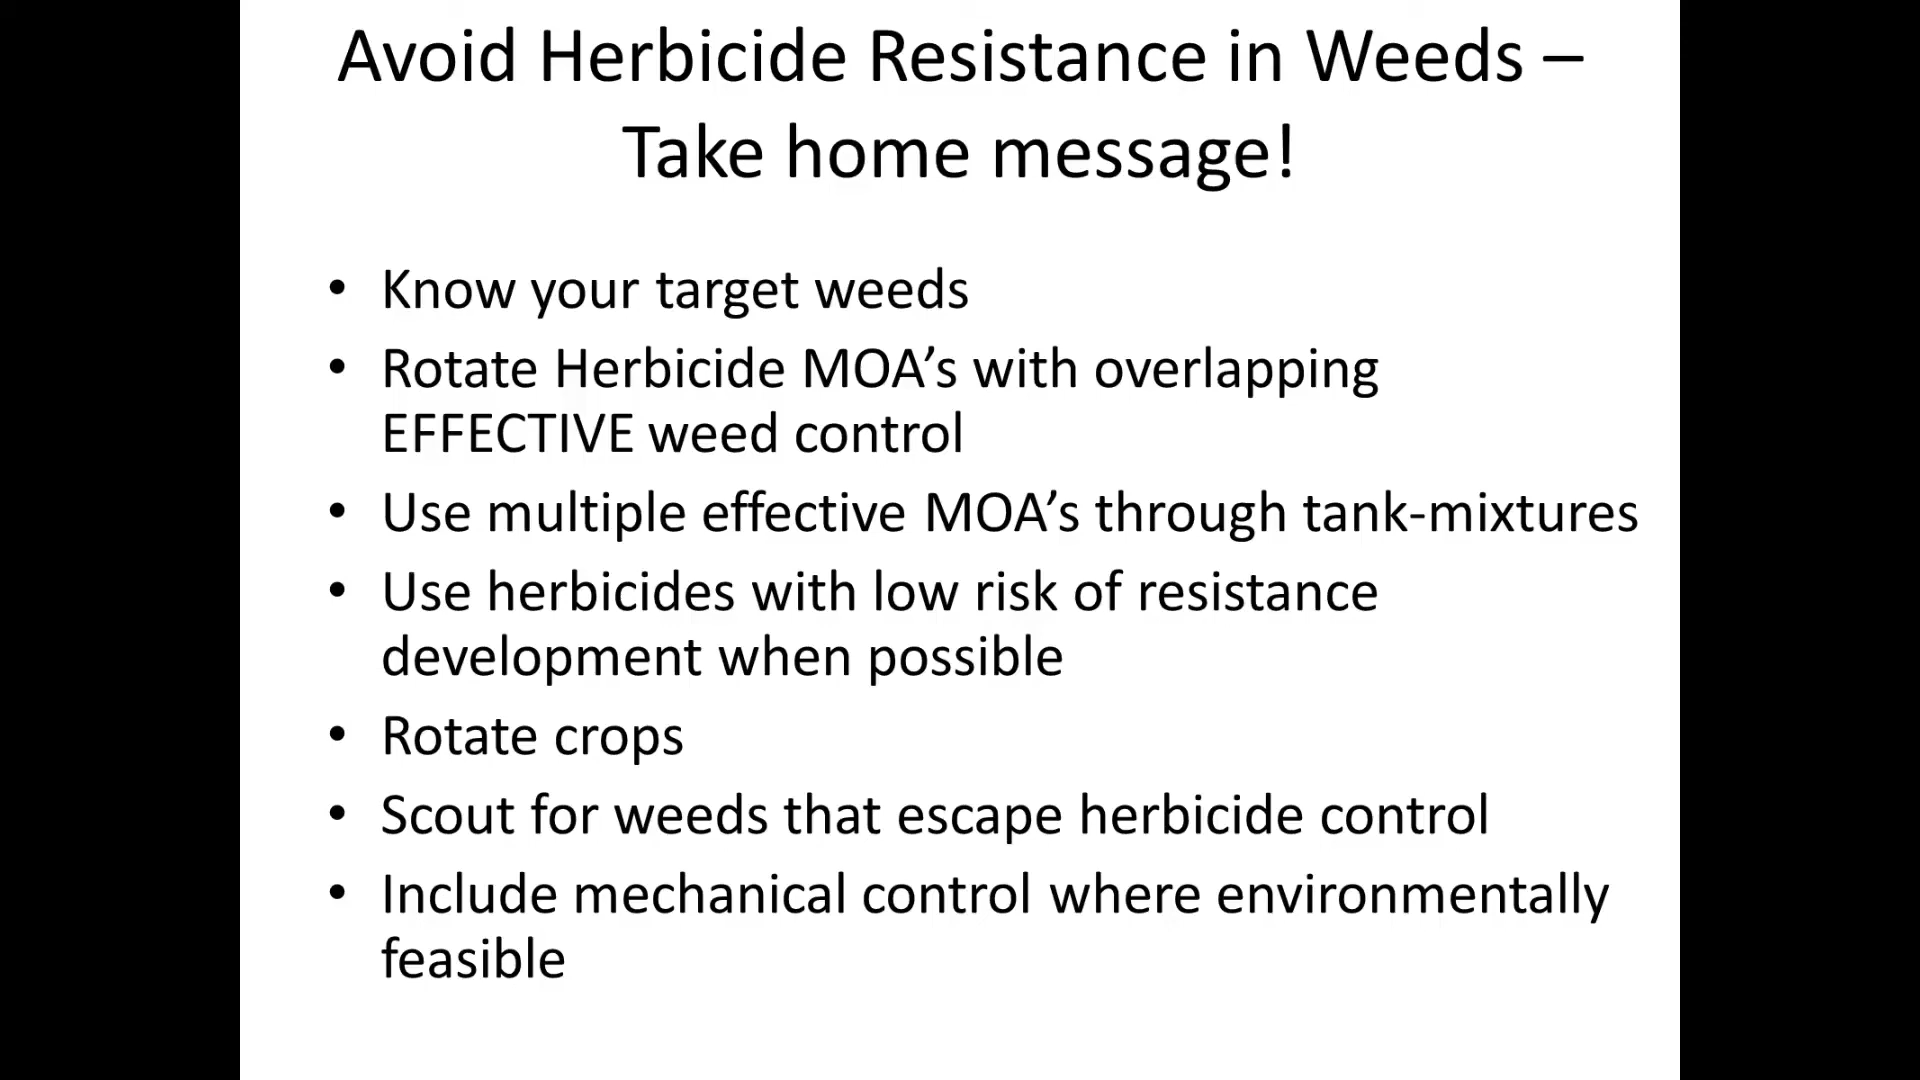 Avoid Herbicide Resistance in Weeds –
Take home message!
• Know your target weeds
• Rotate Herbicide MOA’s with overlapping
EFFECTIVE weed control
• Use multiple effective MOA’s through tank-mixtures
• Use herbicides with low risk of resistance
development when possible
• Rotate crops
• Scout for weeds that escape herbicide control
• Include mechanical control where environmentally
feasible